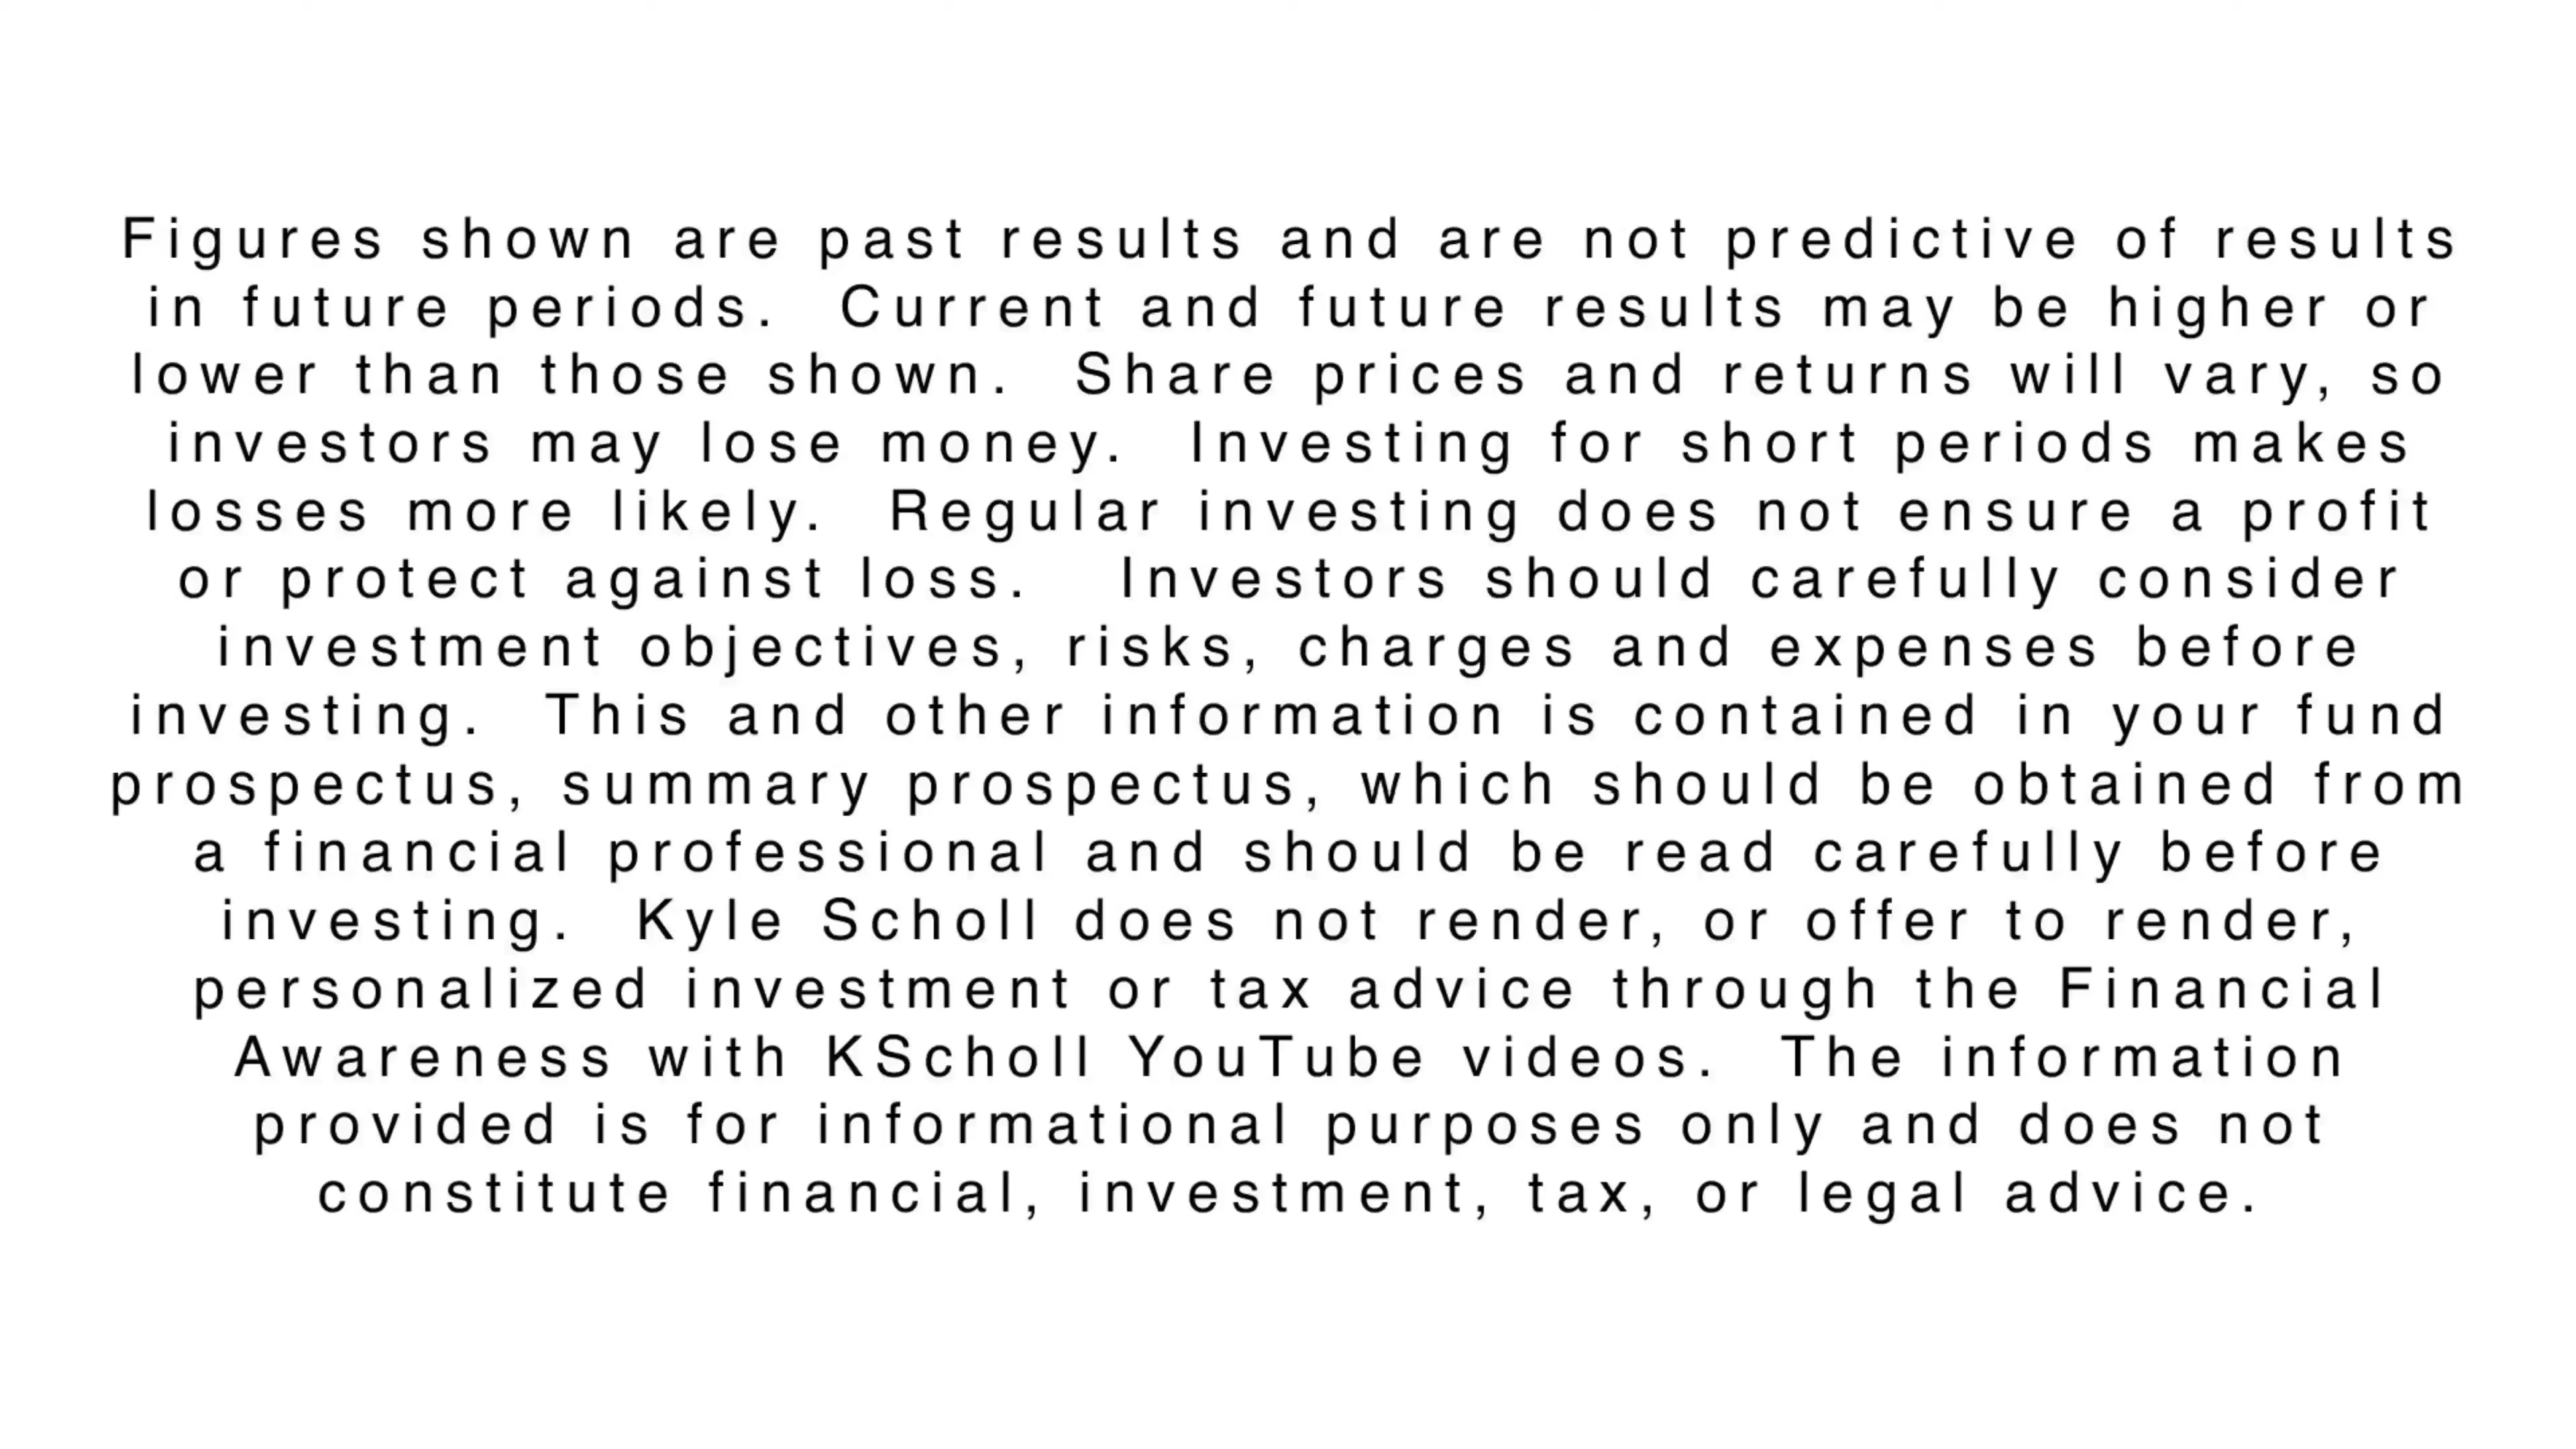 Figures shown are past results and are not predictive of results
in future periods.  Current and future results may be higher or
lower than those shown.  Share prices and returns will vary, so
investors may lose money.  Investing for short periods makes
losses more likely.  Regular investing does not ensure a profit
or protect against loss.   Investors should carefully consider
investment objectives, risks, charges and expenses before
investing.  This and other information is contained in your fund
prospectus, summary prospectus, which should be obtained from
a financial professional and should be read carefully before
investing.  Kyle Scholl does not render, or offer to render,
personalized investment or tax advice through the Financial
Awareness with KScholl YouTube videos.  The information
provided is for informational purposes only and does not
constitute financial, investment, tax, or legal advice.